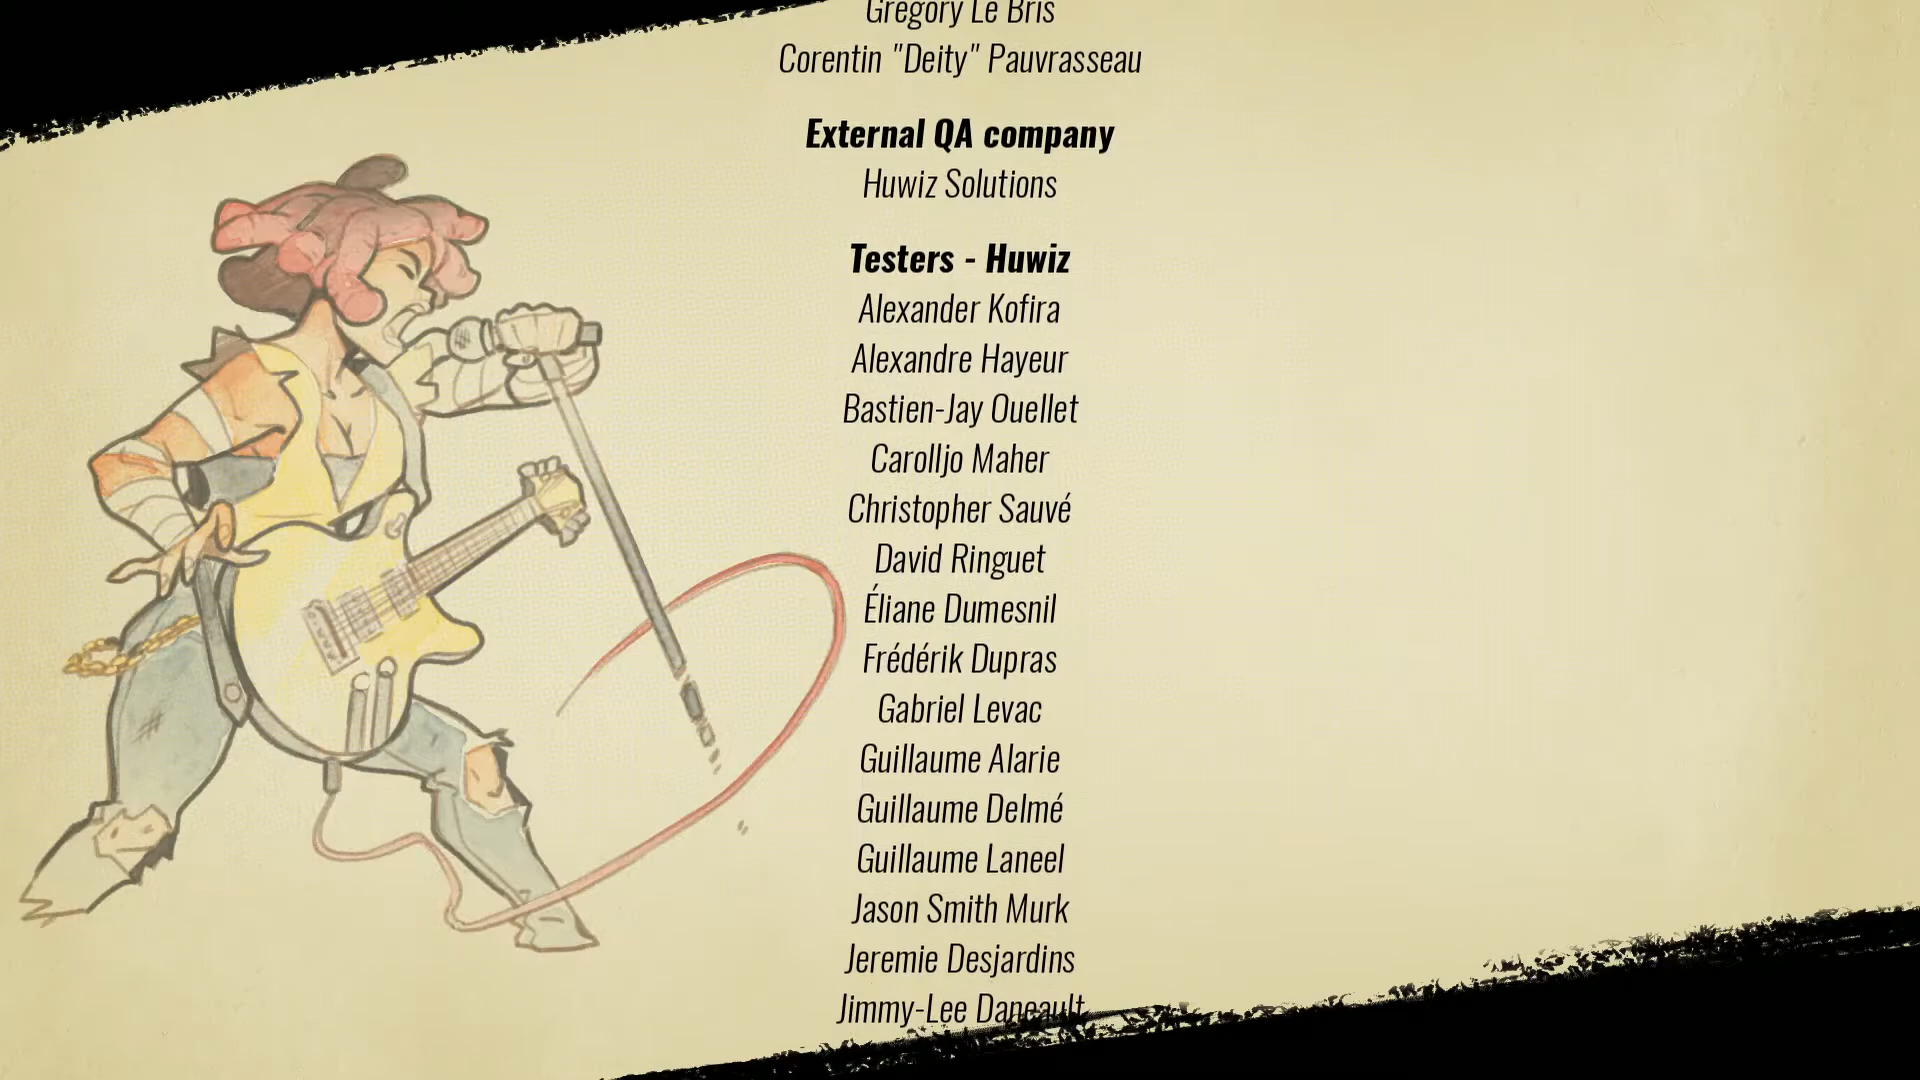 Gregory Le Bris
Corentin "Deity" Pauvrasseau
External QA company
Huwiz Solutions
Testers - Huwiz
Alexander Kofira
Alexandre Hayeur
Bastien-Jay Ouellet
Carolljo Maher
Christopher Sauvé
David Ringuet
Éliane Dumesnil
Frédérik Dupras
Gabriel Levac
Guillaume Alarie
Guillaume Delmé
Guillaume Laneel
Jason Smith Murk
Jeremie Desjardins
Jimmy-Lee Daneault